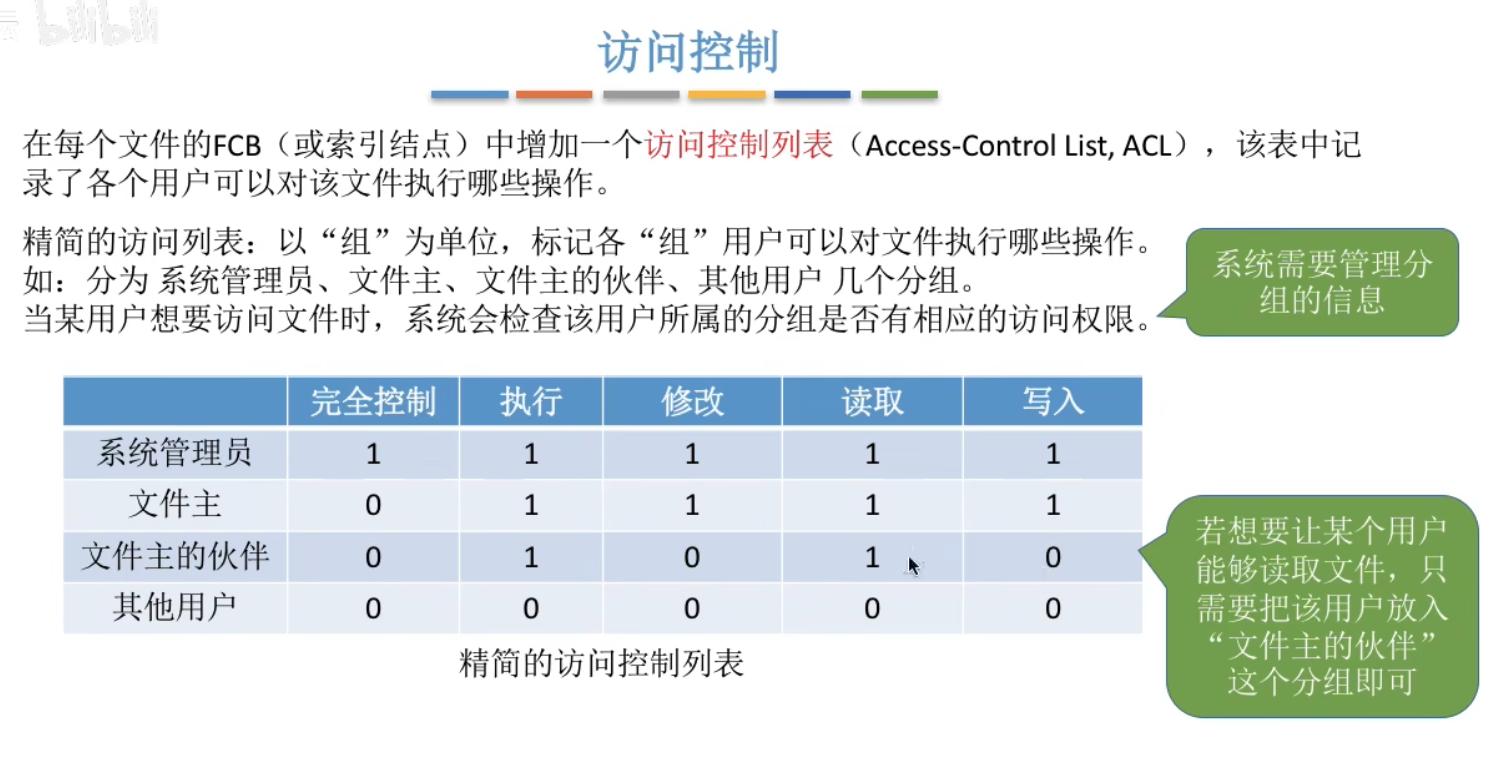 bilibili
访问控制
在每个文件的FCB（或索引结点）中增加一个访问控制列表（Access-Control List, ACL），该表中记
录了各个用户可以对该文件执行哪些操作。
精简的访问列表：以“组”为单位，标记各“组”用户可以对文件执行哪些操作。
如：分为 系统管理员、文件主、文件主的伙伴、其他用户 几个分组。
当某用户想要访问文件时，系统会检查该用户所属的分组是否有相应的访问权限。
系统需要管理分
组的信息
完全控制 执行 修改 读取 写入
系统管理员 1 1 1 1 1
文件主 0 1 1 1 1
文件主的伙伴 0 1 0 1 0
其他用户 0 0 0 0 0
精简的访问控制列表
若想要让某个用户
能够读取文件，只
需要把该用户放入
“文件主的伙伴”
这个分组即可